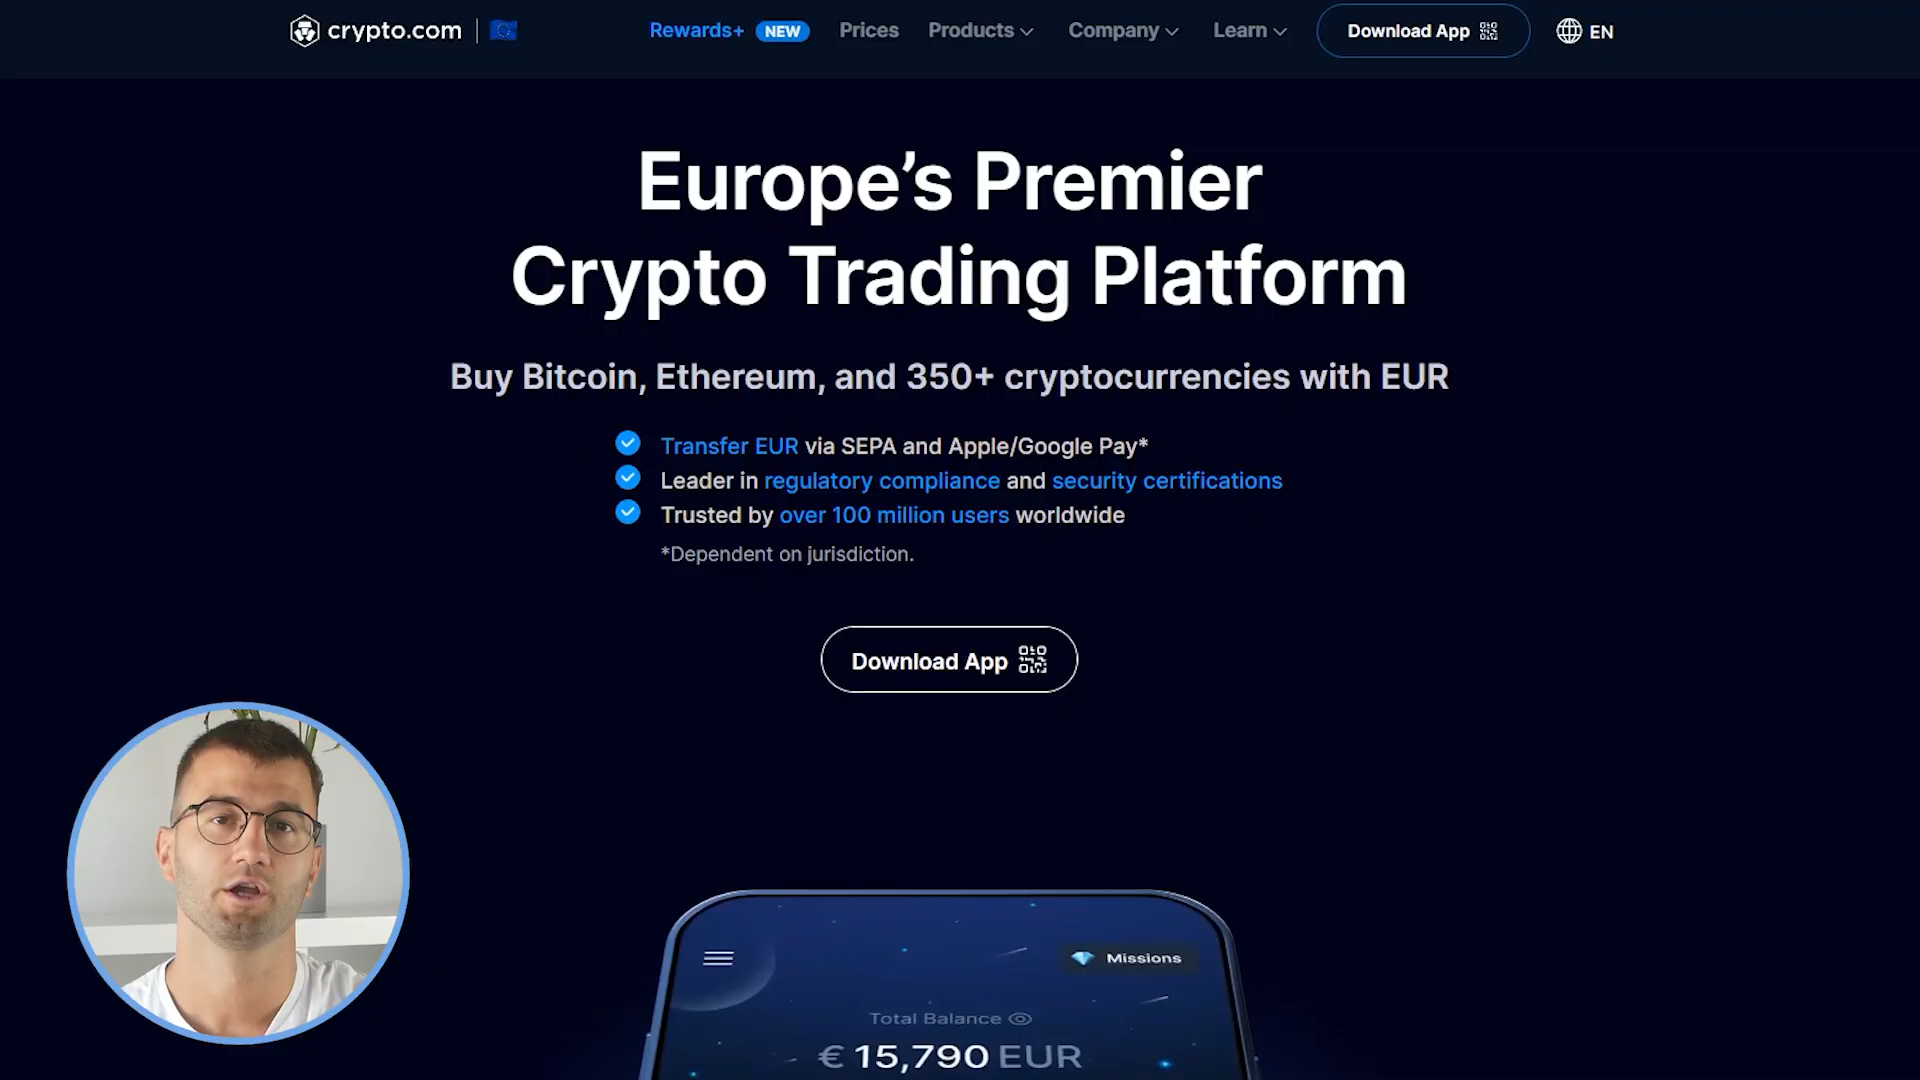 crypto.com
Rewards+ NEW Prices Products Company Learn Download App EN
Europe’s Premier
Crypto Trading Platform
Buy Bitcoin, Ethereum, and 350+ cryptocurrencies with EUR
Transfer EUR via SEPA and Apple/Google Pay*
Leader in regulatory compliance and security certifications
Trusted by over 100 million users worldwide
*Dependent on jurisdiction.
Download App
Missions
Total Balance
€ 15,790 EUR